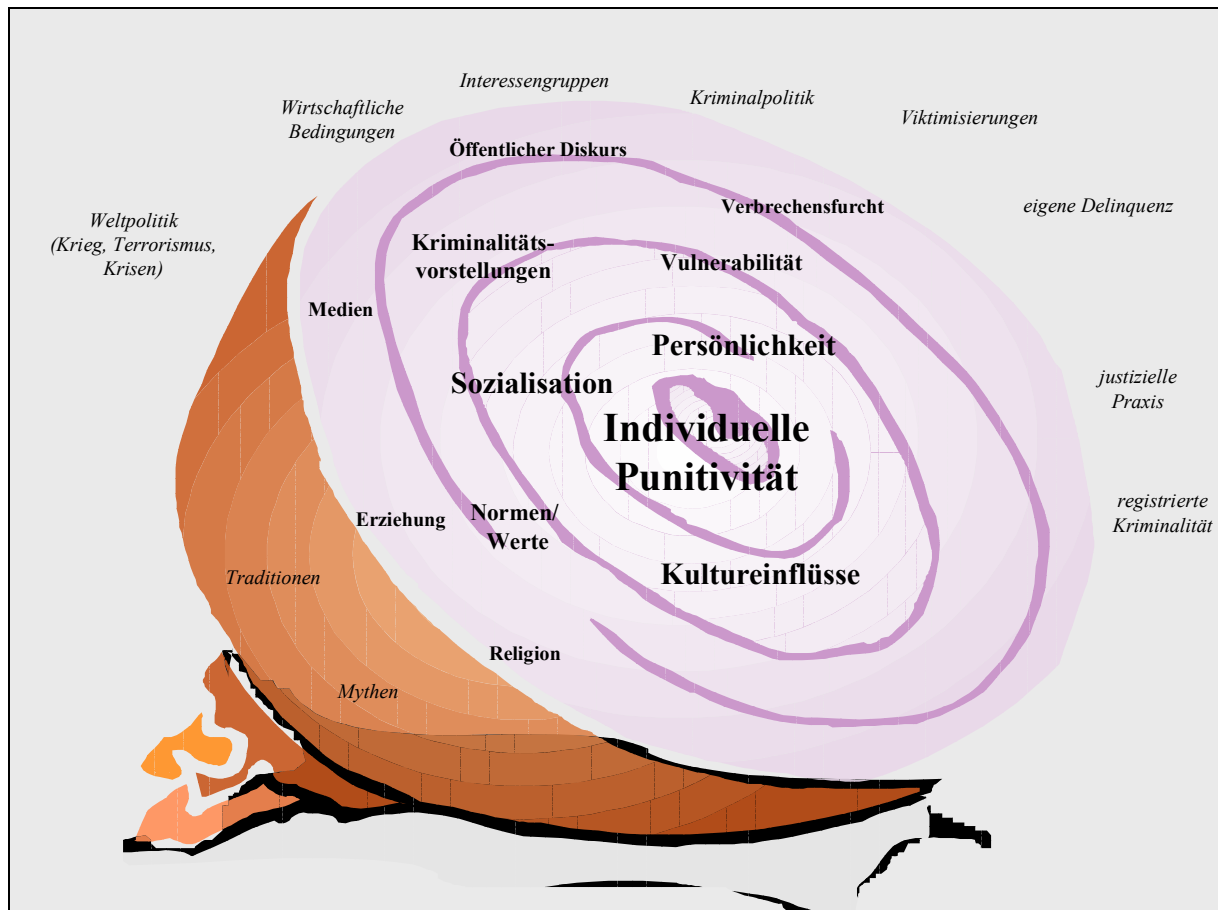 Interessengruppen
Kriminalpolitik
Wirtschaftliche
Bedingungen
Viktimisierungen
Öffentlicher Diskurs
Weltpolitik
(Krieg, Terrorismus,
Krisen)
Verbrechensfurcht
eigene Delinquenz
Kriminalitäts-
vorstellungen
Vulnerabilität
Medien
Persönlichkeit
Sozialisation
justizielle
Praxis
Individuelle
Punitivität
Erziehung
Normen/
Werte
registrierte
Kriminalität
Traditionen
Kultureinflüsse
Religion
Mythen